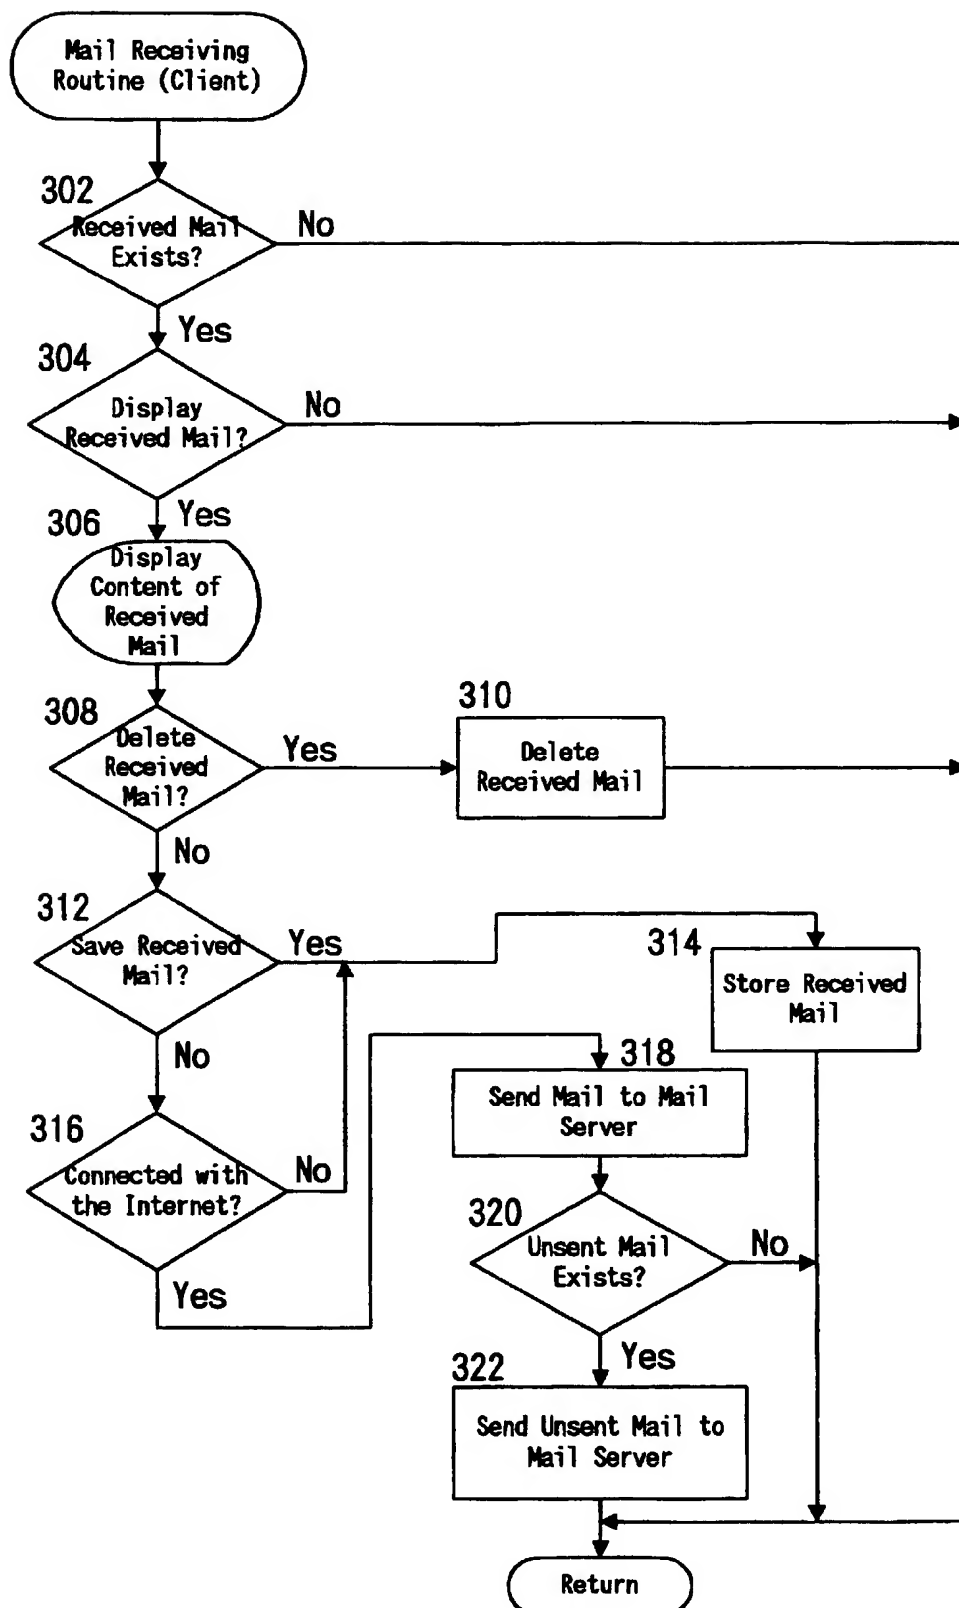 Mail Receiving
Routine (Client)
302
Received Mail
Exists?
No
Yes
304
Display
Received Mail?
No
Yes
306
Display
Content of
Received
Mail
308
Delete
Received
Mail?
Yes
310
Delete
Received Mail
No
312
Save Received
Mail?
Yes
314
Store Received
Mail
No
316
Connected with
the Internet?
No
Yes
318
Send Mail to Mail
Server
320
Unsent Mail
Exists?
No
Yes
322
Send Unsent Mail to
Mail Server
Return